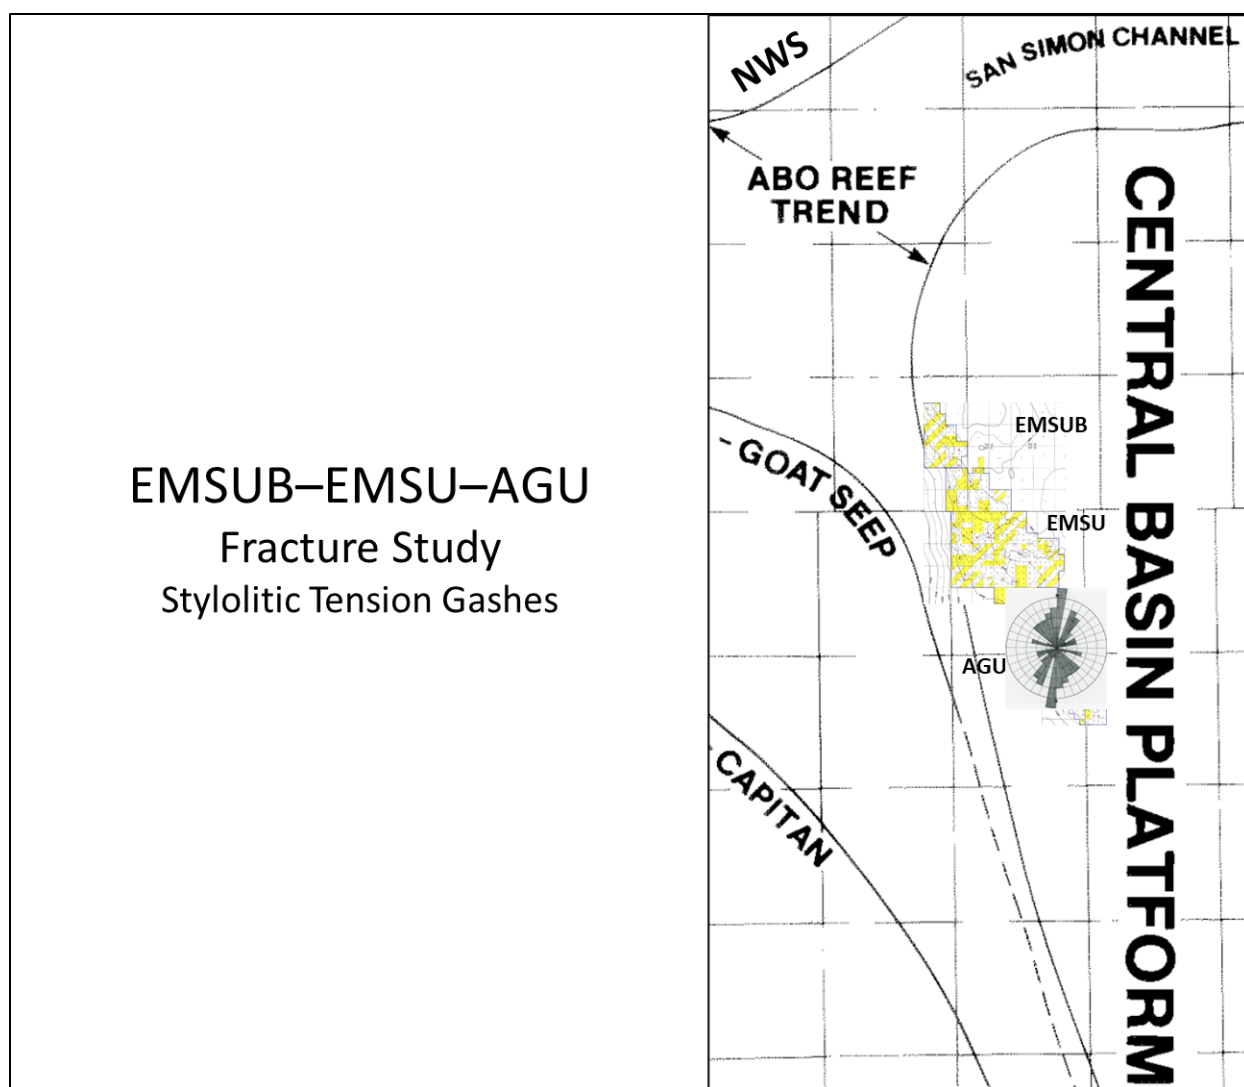 EMSUB–EMSU–AGU
Fracture Study
Stylolitic Tension Gashes
NWS
SAN SIMON CHANNEL
ABO REEF
TREND
CENTRAL BASIN PLATFORM
EMSUB
GOAT SEEP
EMSU
AGU
CAPITAN